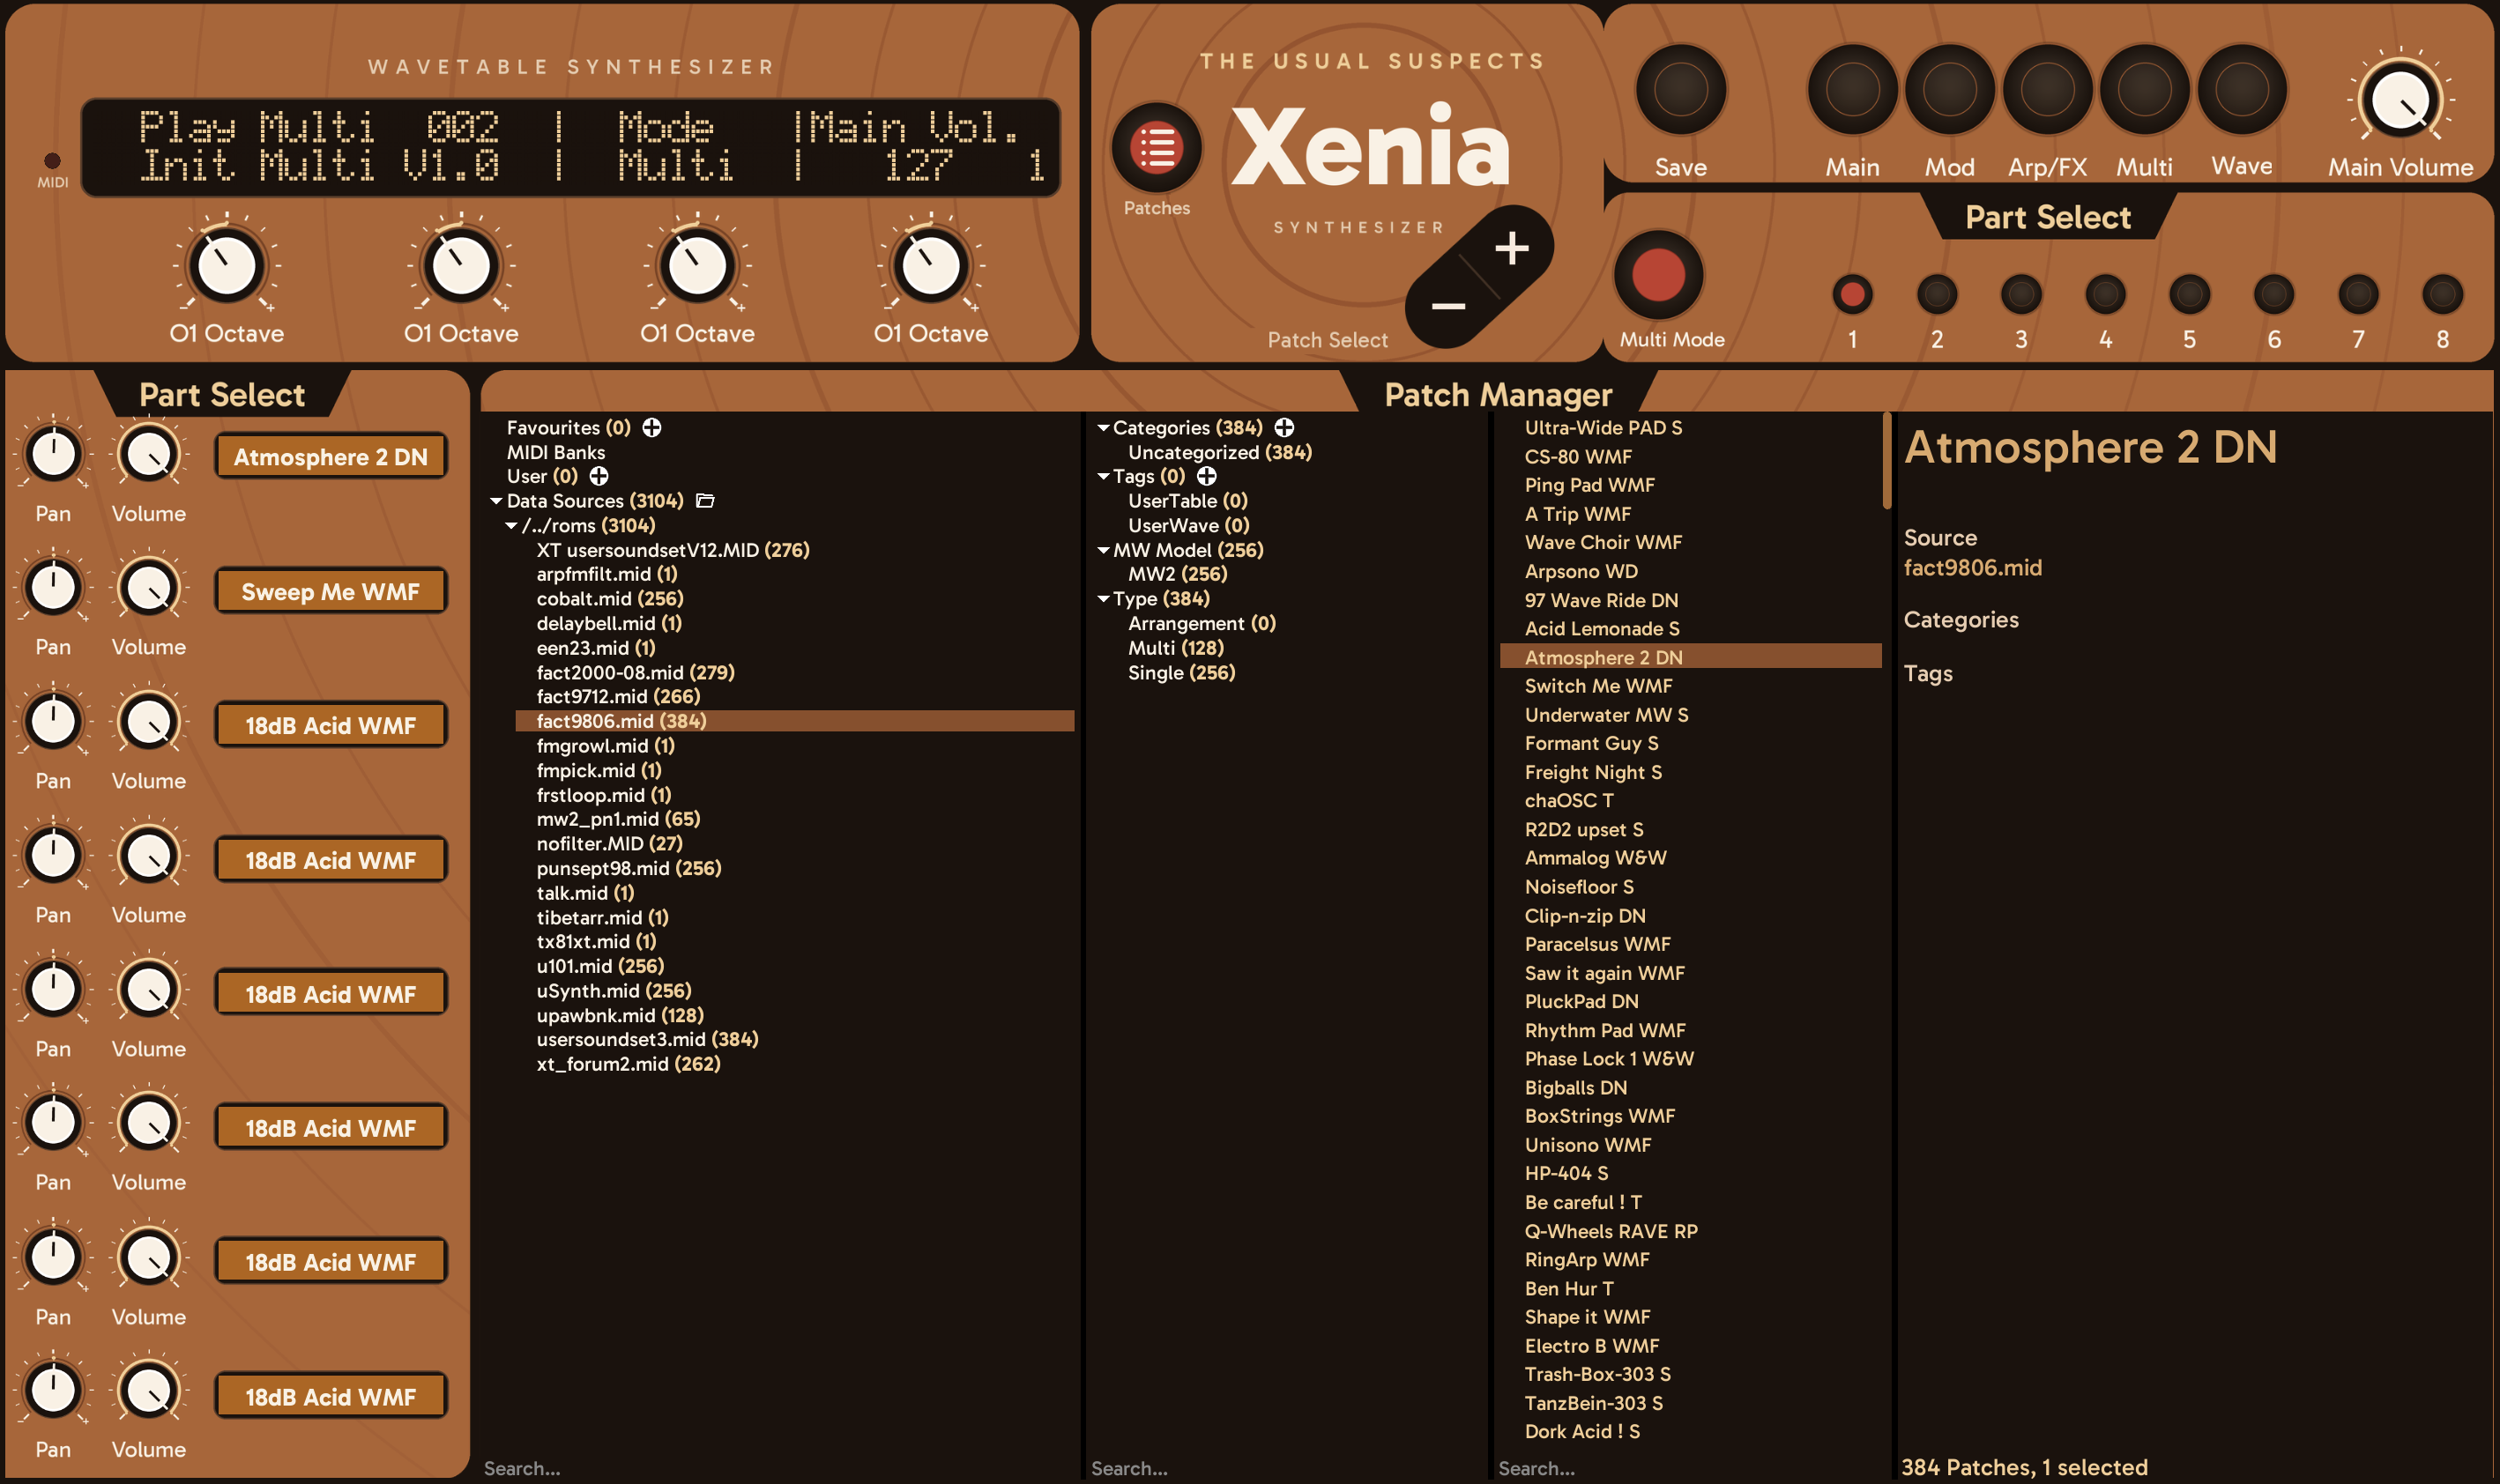 WAVETABLE SYNTHESIZER
Play Multi 002 | Mode |Main Vol.
Init Multi V1.0 | Multi | 127 1
MIDI
O1 Octave
O1 Octave
O1 Octave
O1 Octave
THE USUAL SUSPECTS
Xenia
SYNTHESIZER
Patches
+
−
Patch Select
Save
Main
Mod
Arp/FX
Multi
Wave
Main Volume
Part Select
Multi Mode
1
2
3
4
5
6
7
8
Part Select
Pan
Volume
Atmosphere 2 DN
Pan
Volume
Sweep Me WMF
Pan
Volume
18dB Acid WMF
Pan
Volume
18dB Acid WMF
Pan
Volume
18dB Acid WMF
Pan
Volume
18dB Acid WMF
Pan
Volume
18dB Acid WMF
Pan
Volume
18dB Acid WMF
Patch Manager
Favourites (0)
MIDI Banks
User (0)
Data Sources (3104)
/../roms (3104)
XT usersoundsetV12.MID (276)
arpfmfilt.mid (1)
cobalt.mid (256)
delaybell.mid (1)
een23.mid (1)
fact2000-08.mid (279)
fact9712.mid (266)
fact9806.mid (384)
fmgrowl.mid (1)
fmpick.mid (1)
frstloop.mid (1)
mw2_pn1.mid (65)
nofilter.MID (27)
punsept98.mid (256)
talk.mid (1)
tibetarr.mid (1)
tx81xt.mid (1)
u101.mid (256)
uSynth.mid (256)
upawbnk.mid (128)
usersoundset3.mid (384)
xt_forum2.mid (262)
Search...
Categories (384)
Uncategorized (384)
Tags (0)
UserTable (0)
UserWave (0)
MW Model (256)
MW2 (256)
Type (384)
Arrangement (0)
Multi (128)
Single (256)
Search...
Ultra-Wide PAD S
CS-80 WMF
Ping Pad WMF
A Trip WMF
Wave Choir WMF
Arpsono WD
97 Wave Ride DN
Acid Lemonade S
Atmosphere 2 DN
Switch Me WMF
Underwater MW S
Formant Guy S
Freight Night S
chaOSC T
R2D2 upset S
Ammalog W&W
Noisefloor S
Clip-n-zip DN
Paracelsus WMF
Saw it again WMF
PluckPad DN
Rhythm Pad WMF
Phase Lock 1 W&W
Bigballs DN
BoxStrings WMF
Unisono WMF
HP-404 S
Be careful ! T
Q-Wheels RAVE RP
RingArp WMF
Ben Hur T
Shape it WMF
Electro B WMF
Trash-Box-303 S
TanzBein-303 S
Dork Acid ! S
Search...
Atmosphere 2 DN
Source
fact9806.mid
Categories
Tags
384 Patches, 1 selected